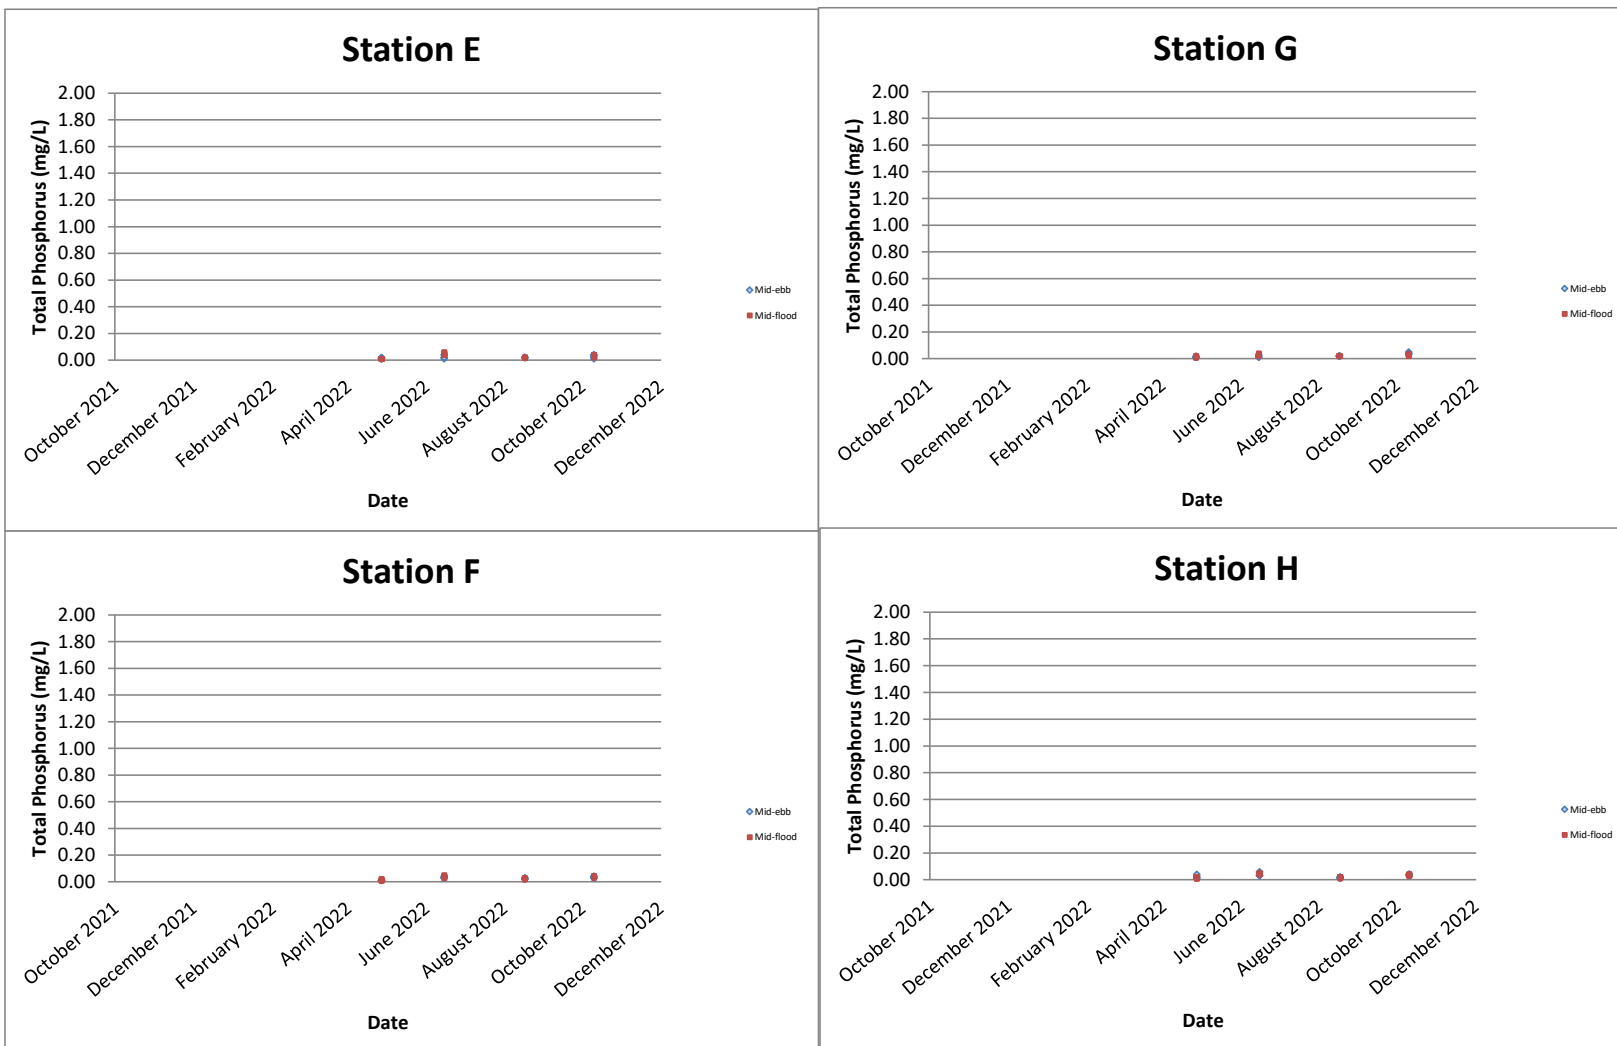 Station E
Total Phosphorus (mg/L)
2.00
1.80
1.60
1.40
1.20
1.00
0.80
0.60
0.40
0.20
0.00
October 2021
December 2021
February 2022
April 2022
June 2022
August 2022
October 2022
December 2022
Date
Mid-ebb
Mid-flood
Station G
Total Phosphorus (mg/L)
2.00
1.80
1.60
1.40
1.20
1.00
0.80
0.60
0.40
0.20
0.00
October 2021
December 2021
February 2022
April 2022
June 2022
August 2022
October 2022
December 2022
Date
Mid-ebb
Mid-flood
Station F
Total Phosphorus (mg/L)
2.00
1.80
1.60
1.40
1.20
1.00
0.80
0.60
0.40
0.20
0.00
October 2021
December 2021
February 2022
April 2022
June 2022
August 2022
October 2022
December 2022
Date
Mid-ebb
Mid-flood
Station H
Total Phosphorus (mg/L)
2.00
1.80
1.60
1.40
1.20
1.00
0.80
0.60
0.40
0.20
0.00
October 2021
December 2021
February 2022
April 2022
June 2022
August 2022
October 2022
December 2022
Date
Mid-ebb
Mid-flood